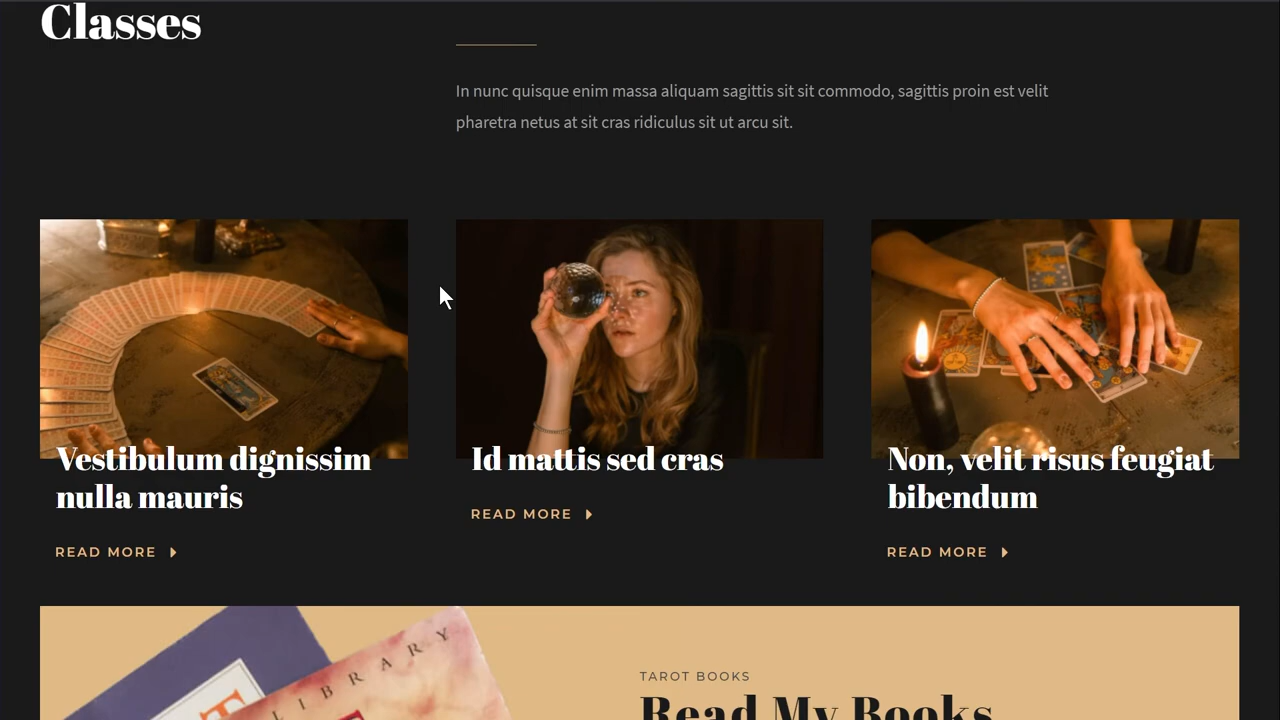 Classes
In nunc quisque enim massa aliquam sagittis sit sit commodo, sagittis proin est velit
pharetra netus at sit cras ridiculus sit ut arcu sit.
Vestibulum dignissim
nulla mauris
READ MORE
Id mattis sed cras
READ MORE
Non, velit risus feugiat
bibendum
READ MORE
LIBRARY
TAROT BOOKS
Read My Books